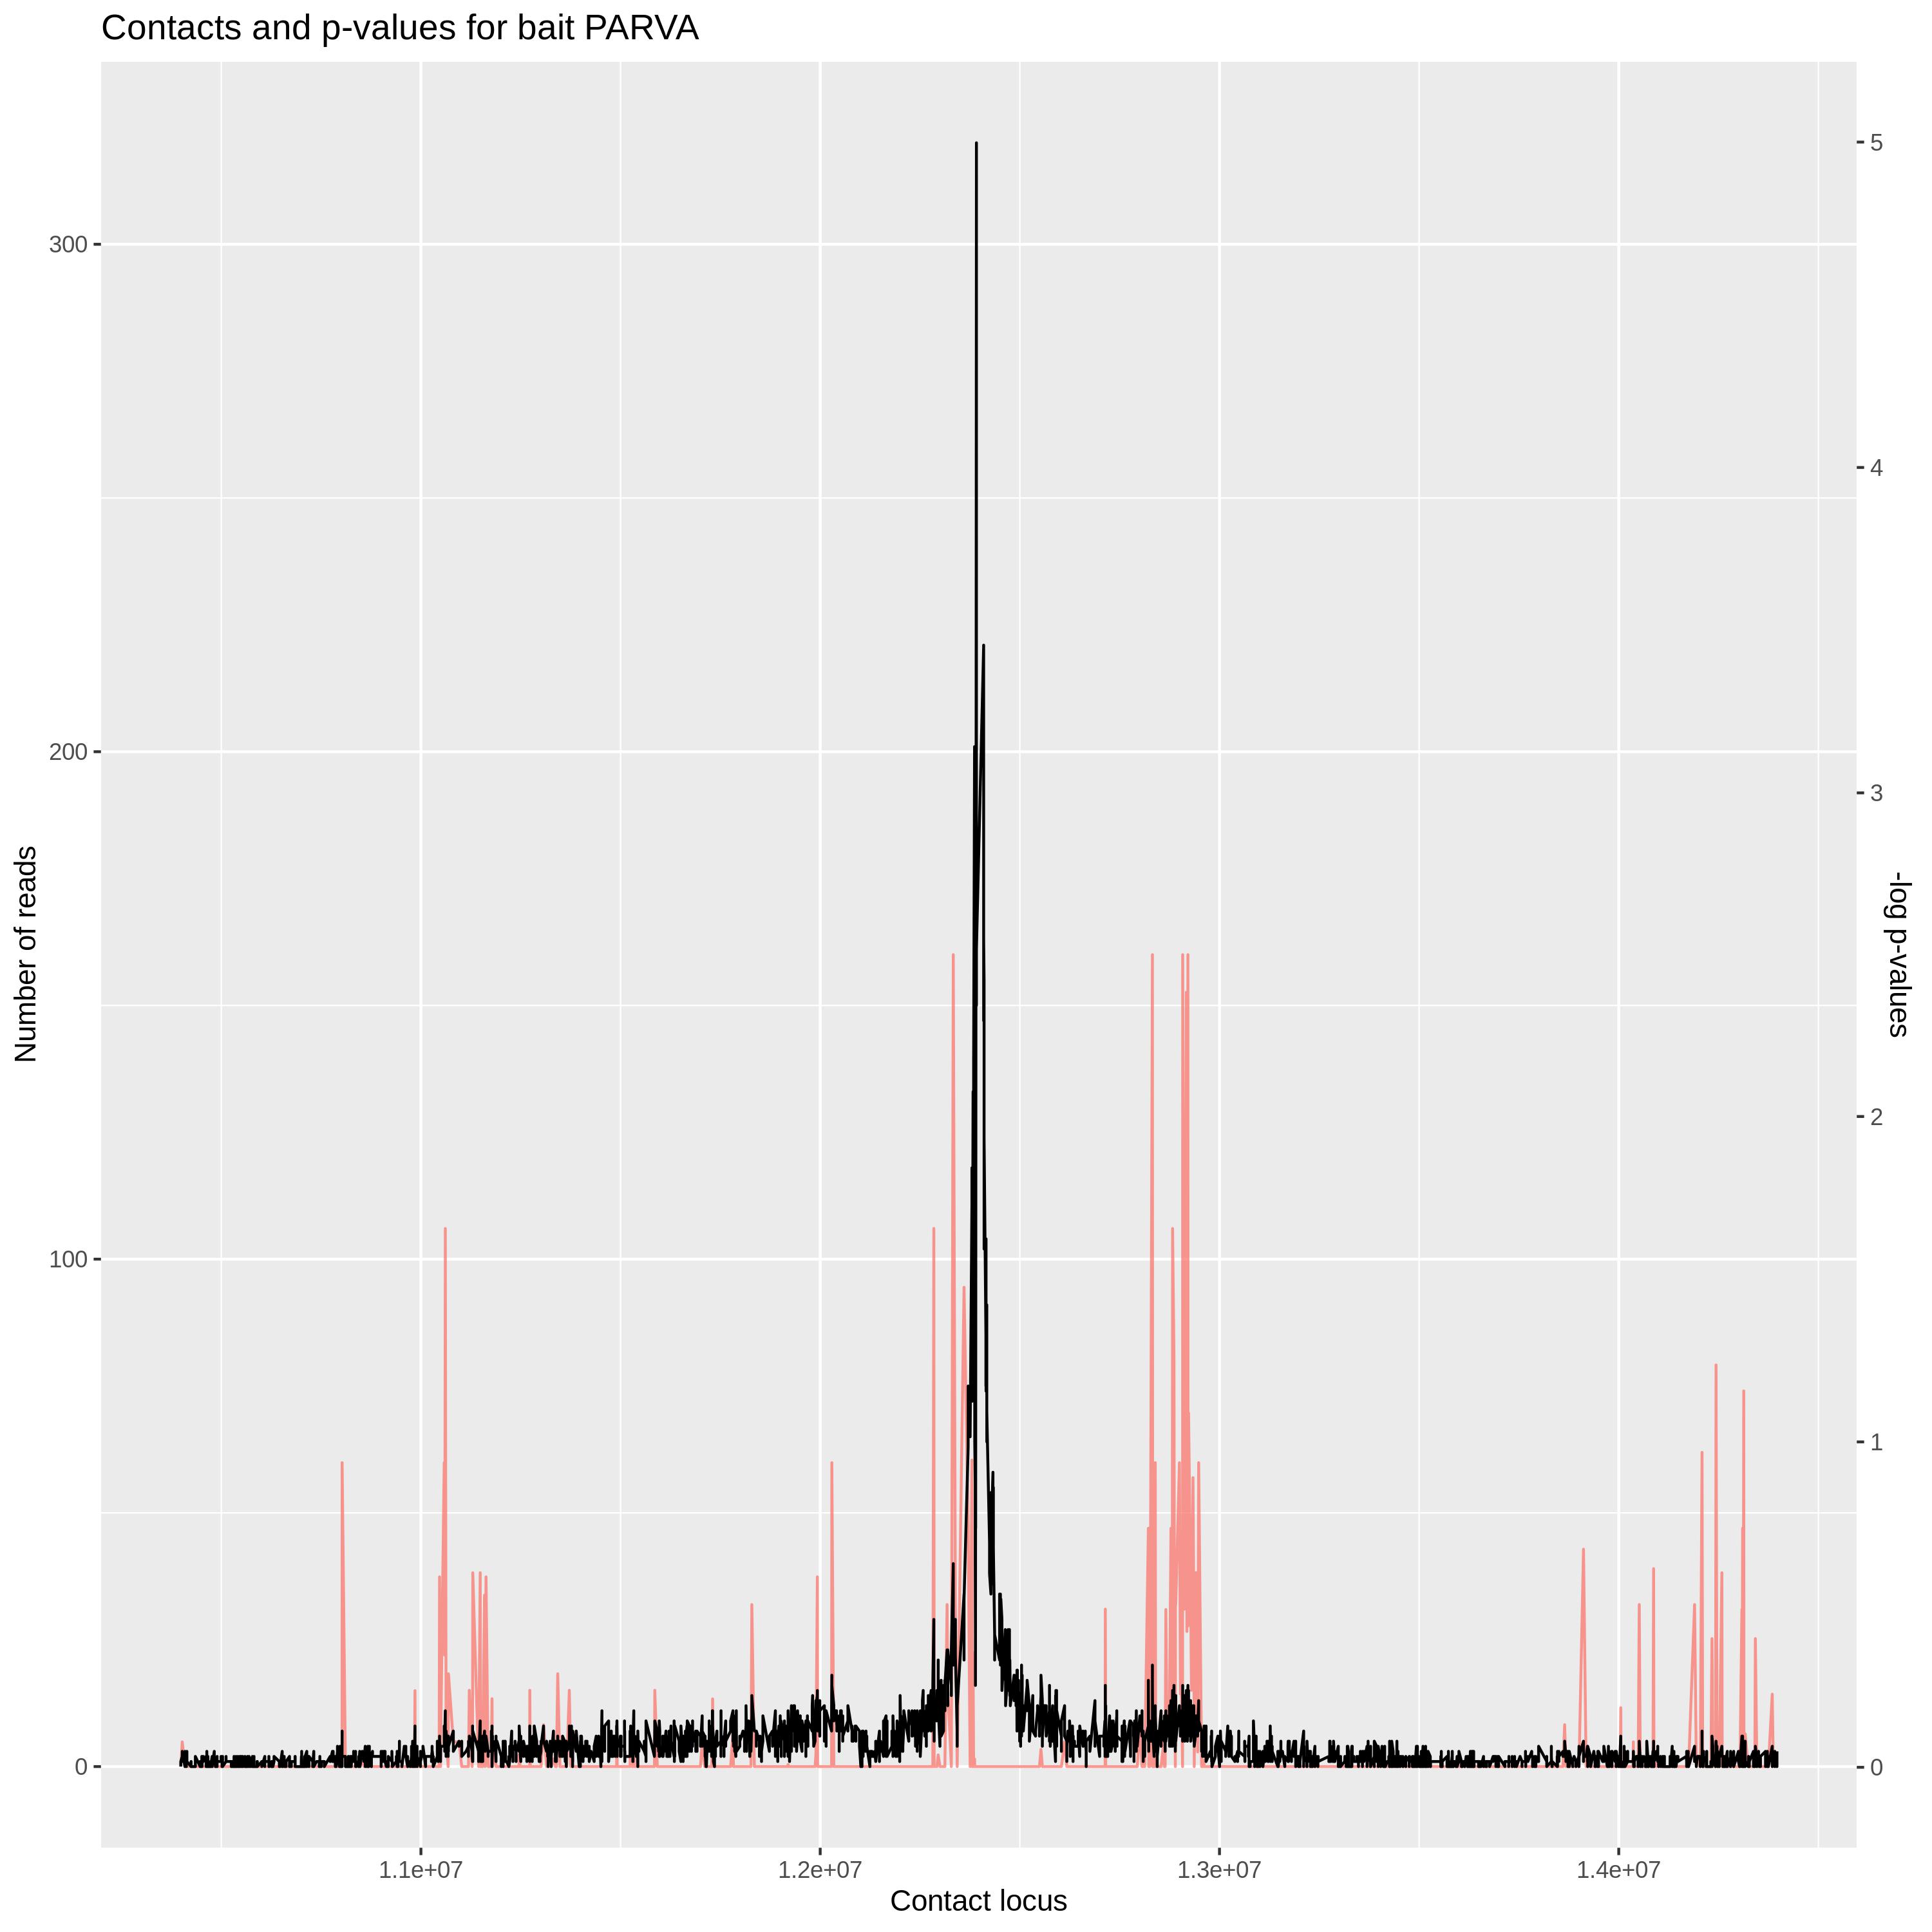 Contacts and p-values for bait PARVA
Number of reads
300
200
100
0
5
4
3
2
1
0
-log p-values
1.1e+07 1.2e+07 1.3e+07 1.4e+07
Contact locus